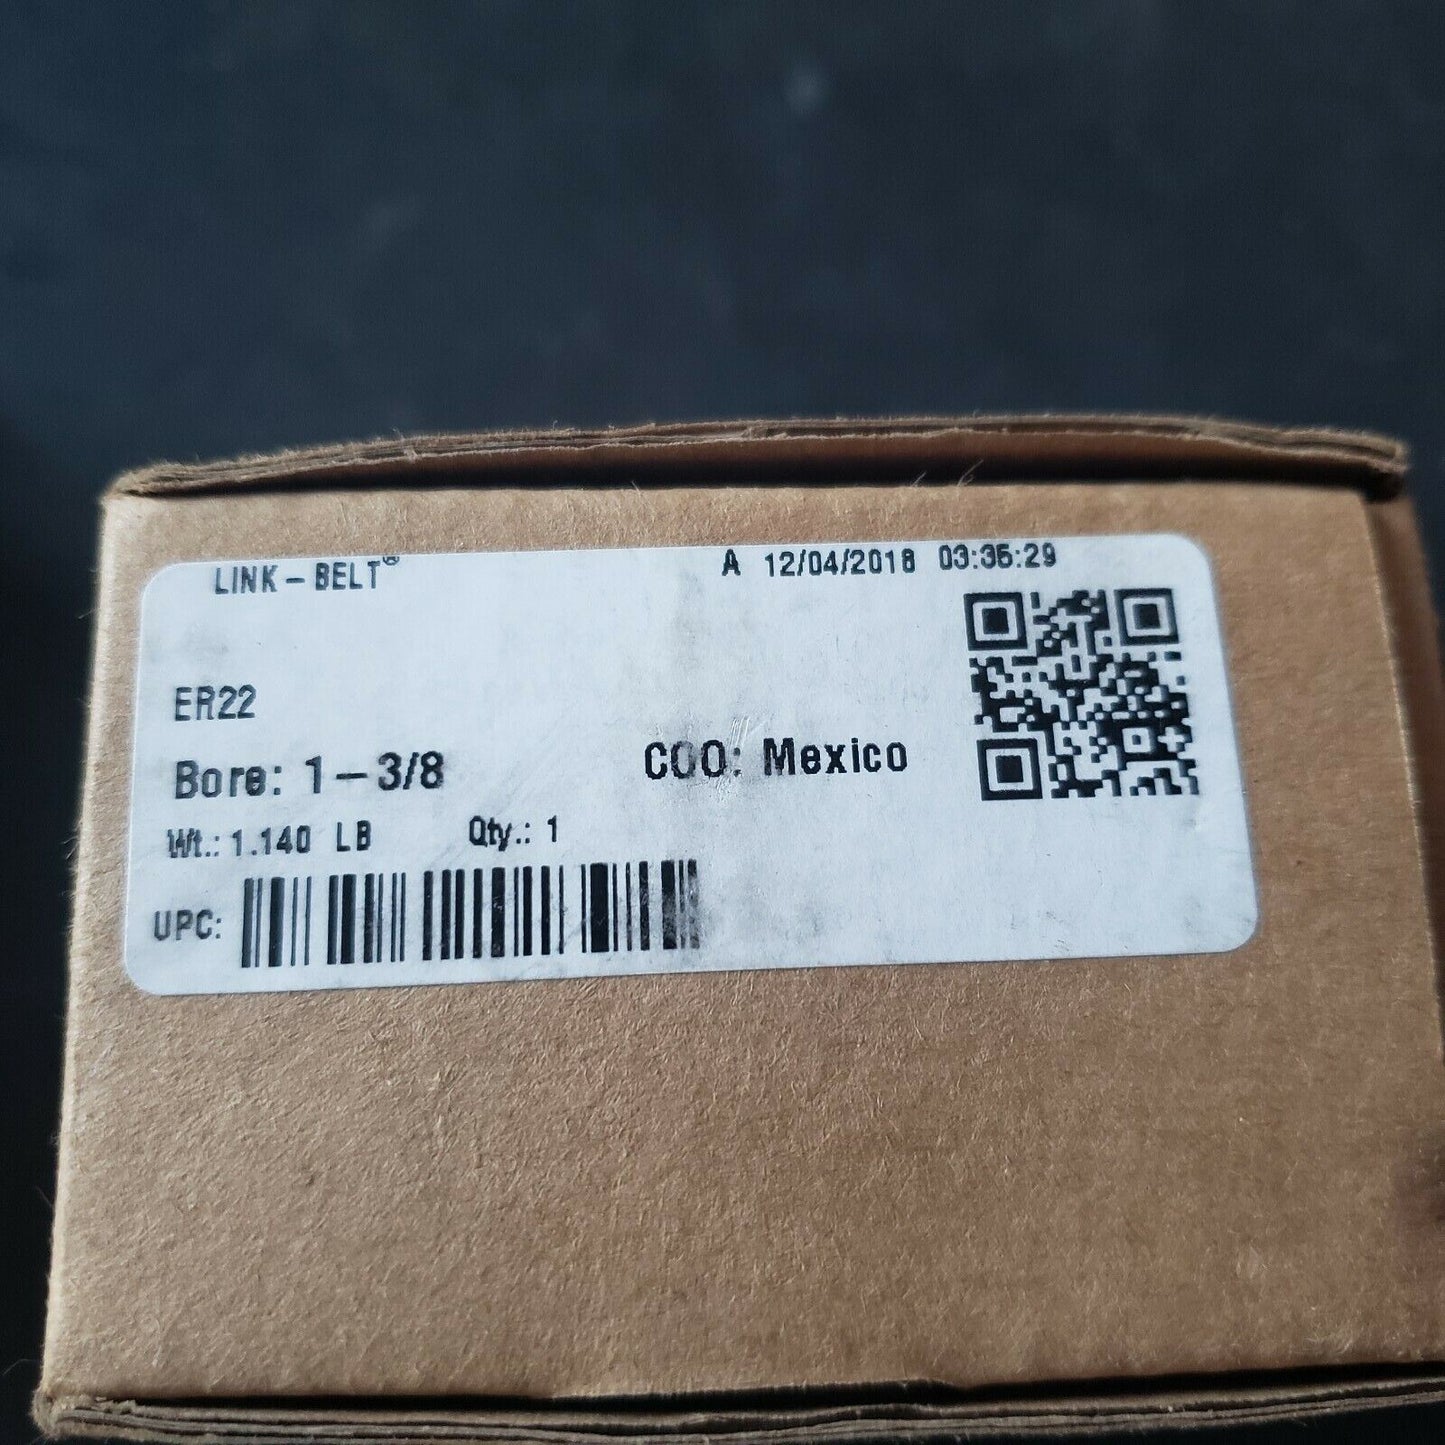 LINK-BELT® A 12/04/2018 03:35:29
ER22
Bore: 1-3/8 COO: Mexico
Wt.: 1.140 LB Qty.: 1
UPC: